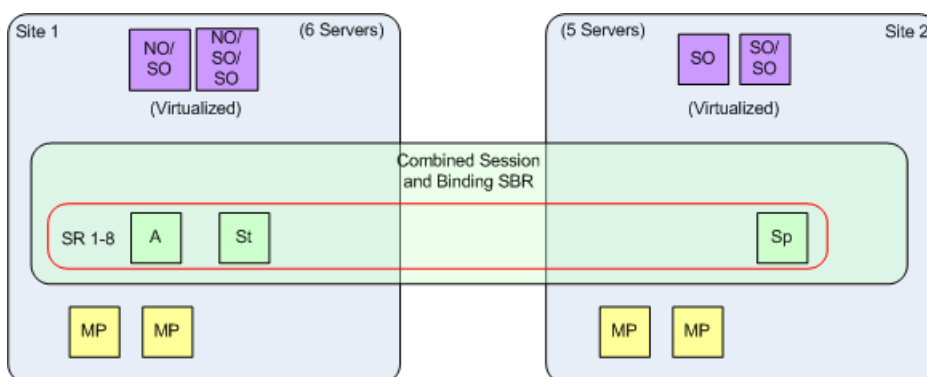 Site 1
(6 Servers)
NO/
SO
NO/
SO/
SO
(Virtualized)
(5 Servers)
Site 2
SO
SO/
SO
(Virtualized)
Combined Session
and Binding SBR
SR 1-8
A
St
Sp
MP
MP
MP
MP